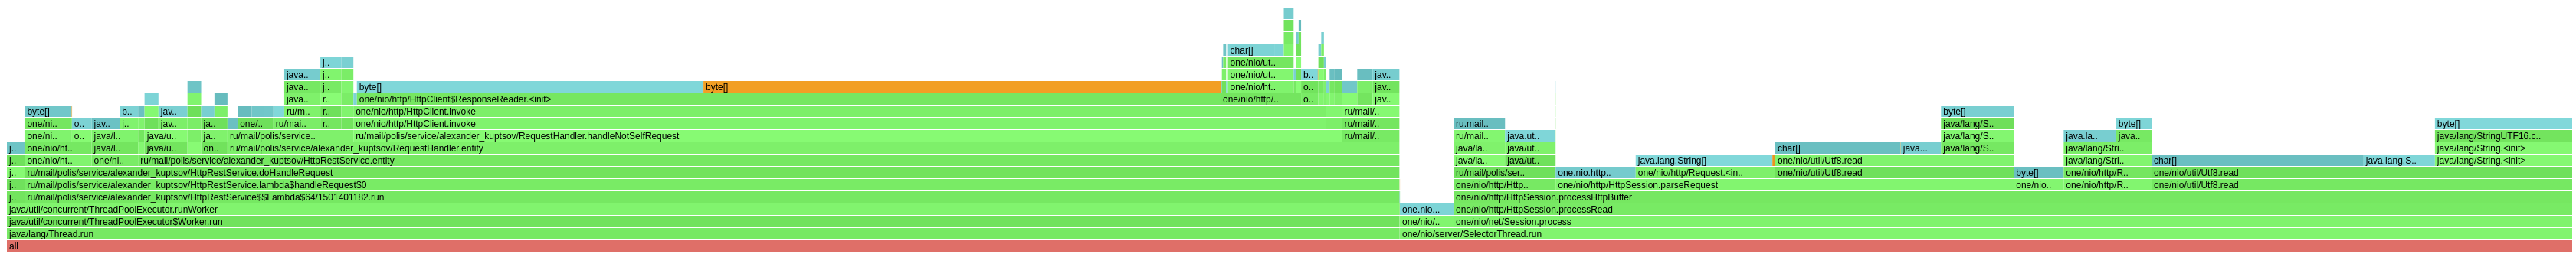 char[]
j..
one/nio/ut..
java.. j.. one/nio/ut.. b.. jav..
java.. j.. byte[] byte[] one/nio/ht.. o.. jav..
java.. r.. one/nio/http/HttpClient$ResponseReader.<init> one/nio/http/.. o.. jav..
byte[] b.. jav.. ru/m.. r.. one/nio/http/HttpClient.invoke ru/mail/.. byte[]
one/ni.. o.. jav.. j.. jav.. ja.. one/.. ru/mai.. r.. one/nio/http/HttpClient.invoke ru/mail/.. ru.mail.. java/lang/S.. byte[] byte[]
one/ni.. java/l.. java/u.. ja.. ru/mail/polis/service.. ru/mail/polis/service/alexander_kuptsov/RequestHandler.handleNotSelfRequest ru/mail/.. ru/mail.. java.ut.. java/lang/S.. java.la.. java.. java/lang/StringUTF16.c..
j.. one/nio/ht.. java/l.. java/u.. on.. ru/mail/polis/service/alexander_kuptsov/RequestHandler.entity java/la.. java/ut.. char[] java... java/lang/S.. java/lang/Stri.. java/lang/String.<init>
j.. one/nio/ht.. one/ni.. ru/mail/polis/service/alexander_kuptsov/HttpRestService.entity java/la.. java/ut.. java.lang.String[] one/nio/util/Utf8.read java/lang/Stri.. char[] java.lang.S.. java/lang/String.<init>
j.. ru/mail/polis/service/alexander_kuptsov/HttpRestService.doHandleRequest ru/mail/polis/ser.. one.nio.http.. one/nio/http/Request.<in.. one/nio/util/Utf8.read byte[] one/nio/http/R.. one/nio/util/Utf8.read
j.. ru/mail/polis/service/alexander_kuptsov/HttpRestService.lambda$handleRequest$0 one/nio/http/Http.. one/nio/http/HttpSession.parseRequest one/nio.. one/nio/http/R.. one/nio/util/Utf8.read
j.. ru/mail/polis/service/alexander_kuptsov/HttpRestService$$Lambda$64/1501401182.run one/nio/http/HttpSession.processHttpBuffer
java/util/concurrent/ThreadPoolExecutor.runWorker one.nio... one/nio/http/HttpSession.processRead
java/util/concurrent/ThreadPoolExecutor$Worker.run one/nio/.. one/nio/net/Session.process
java/lang/Thread.run one/nio/server/SelectorThread.run
all